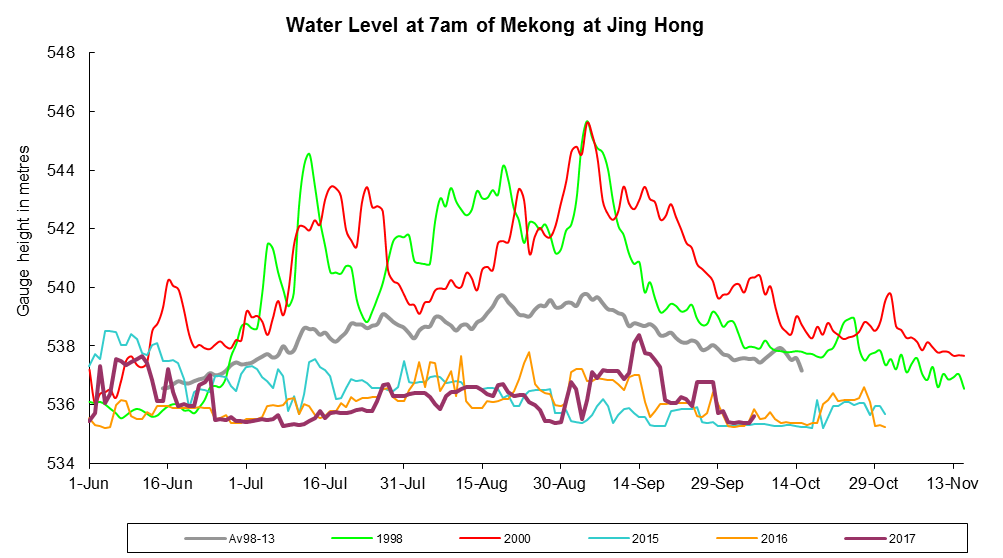 Water Level at 7am of Mekong at Jing Hong
Gauge height in metres
548
546
544
542
540
538
536
534
1-Jun 16-Jun 1-Jul 16-Jul 31-Jul 15-Aug 30-Aug 14-Sep 29-Sep 14-Oct 29-Oct 13-Nov
Av98-13 1998 2000 2015 2016 2017